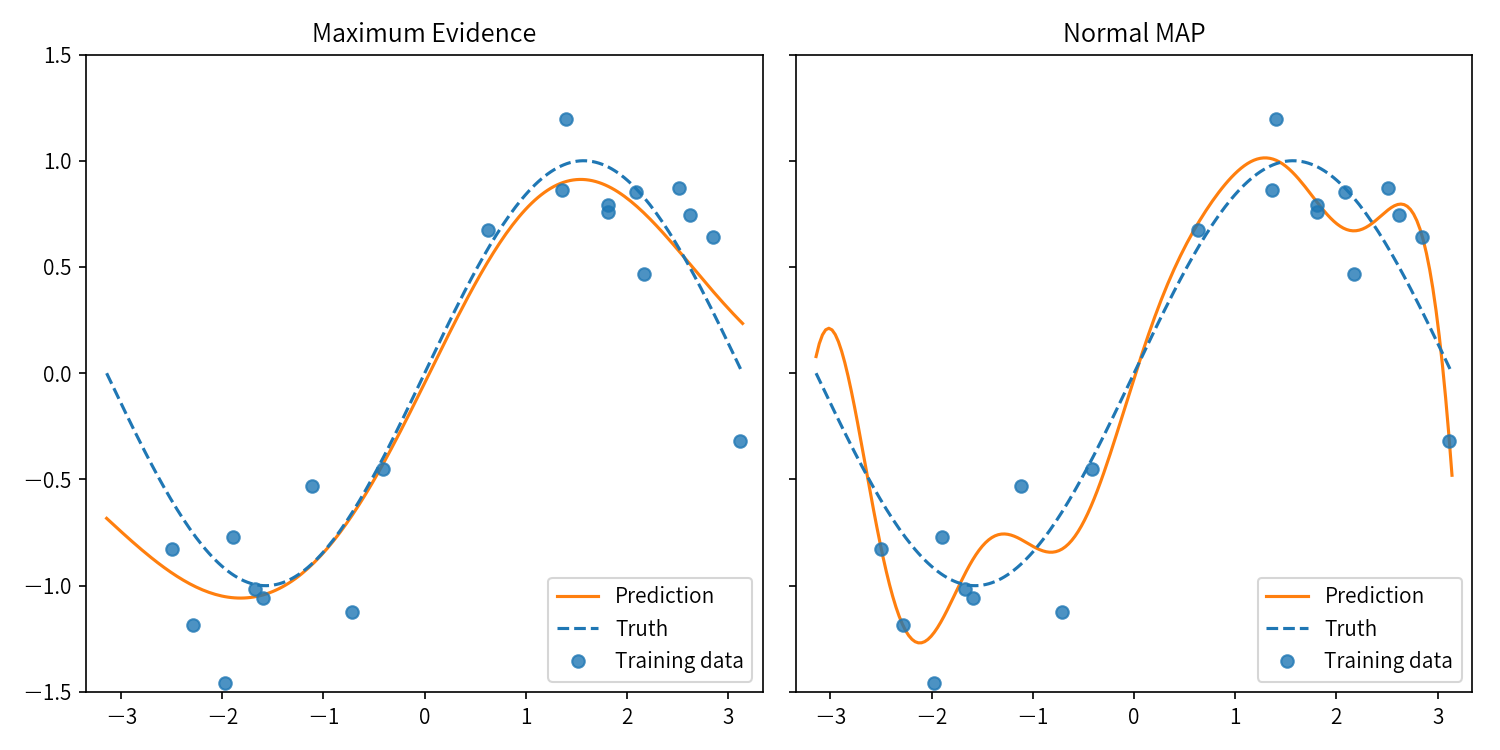 Maximum Evidence
1.5
1.0
0.5
0.0
−0.5
−1.0
−1.5
−3 −2 −1 0 1 2 3
Prediction
Truth
Training data
Normal MAP
−3 −2 −1 0 1 2 3
Prediction
Truth
Training data